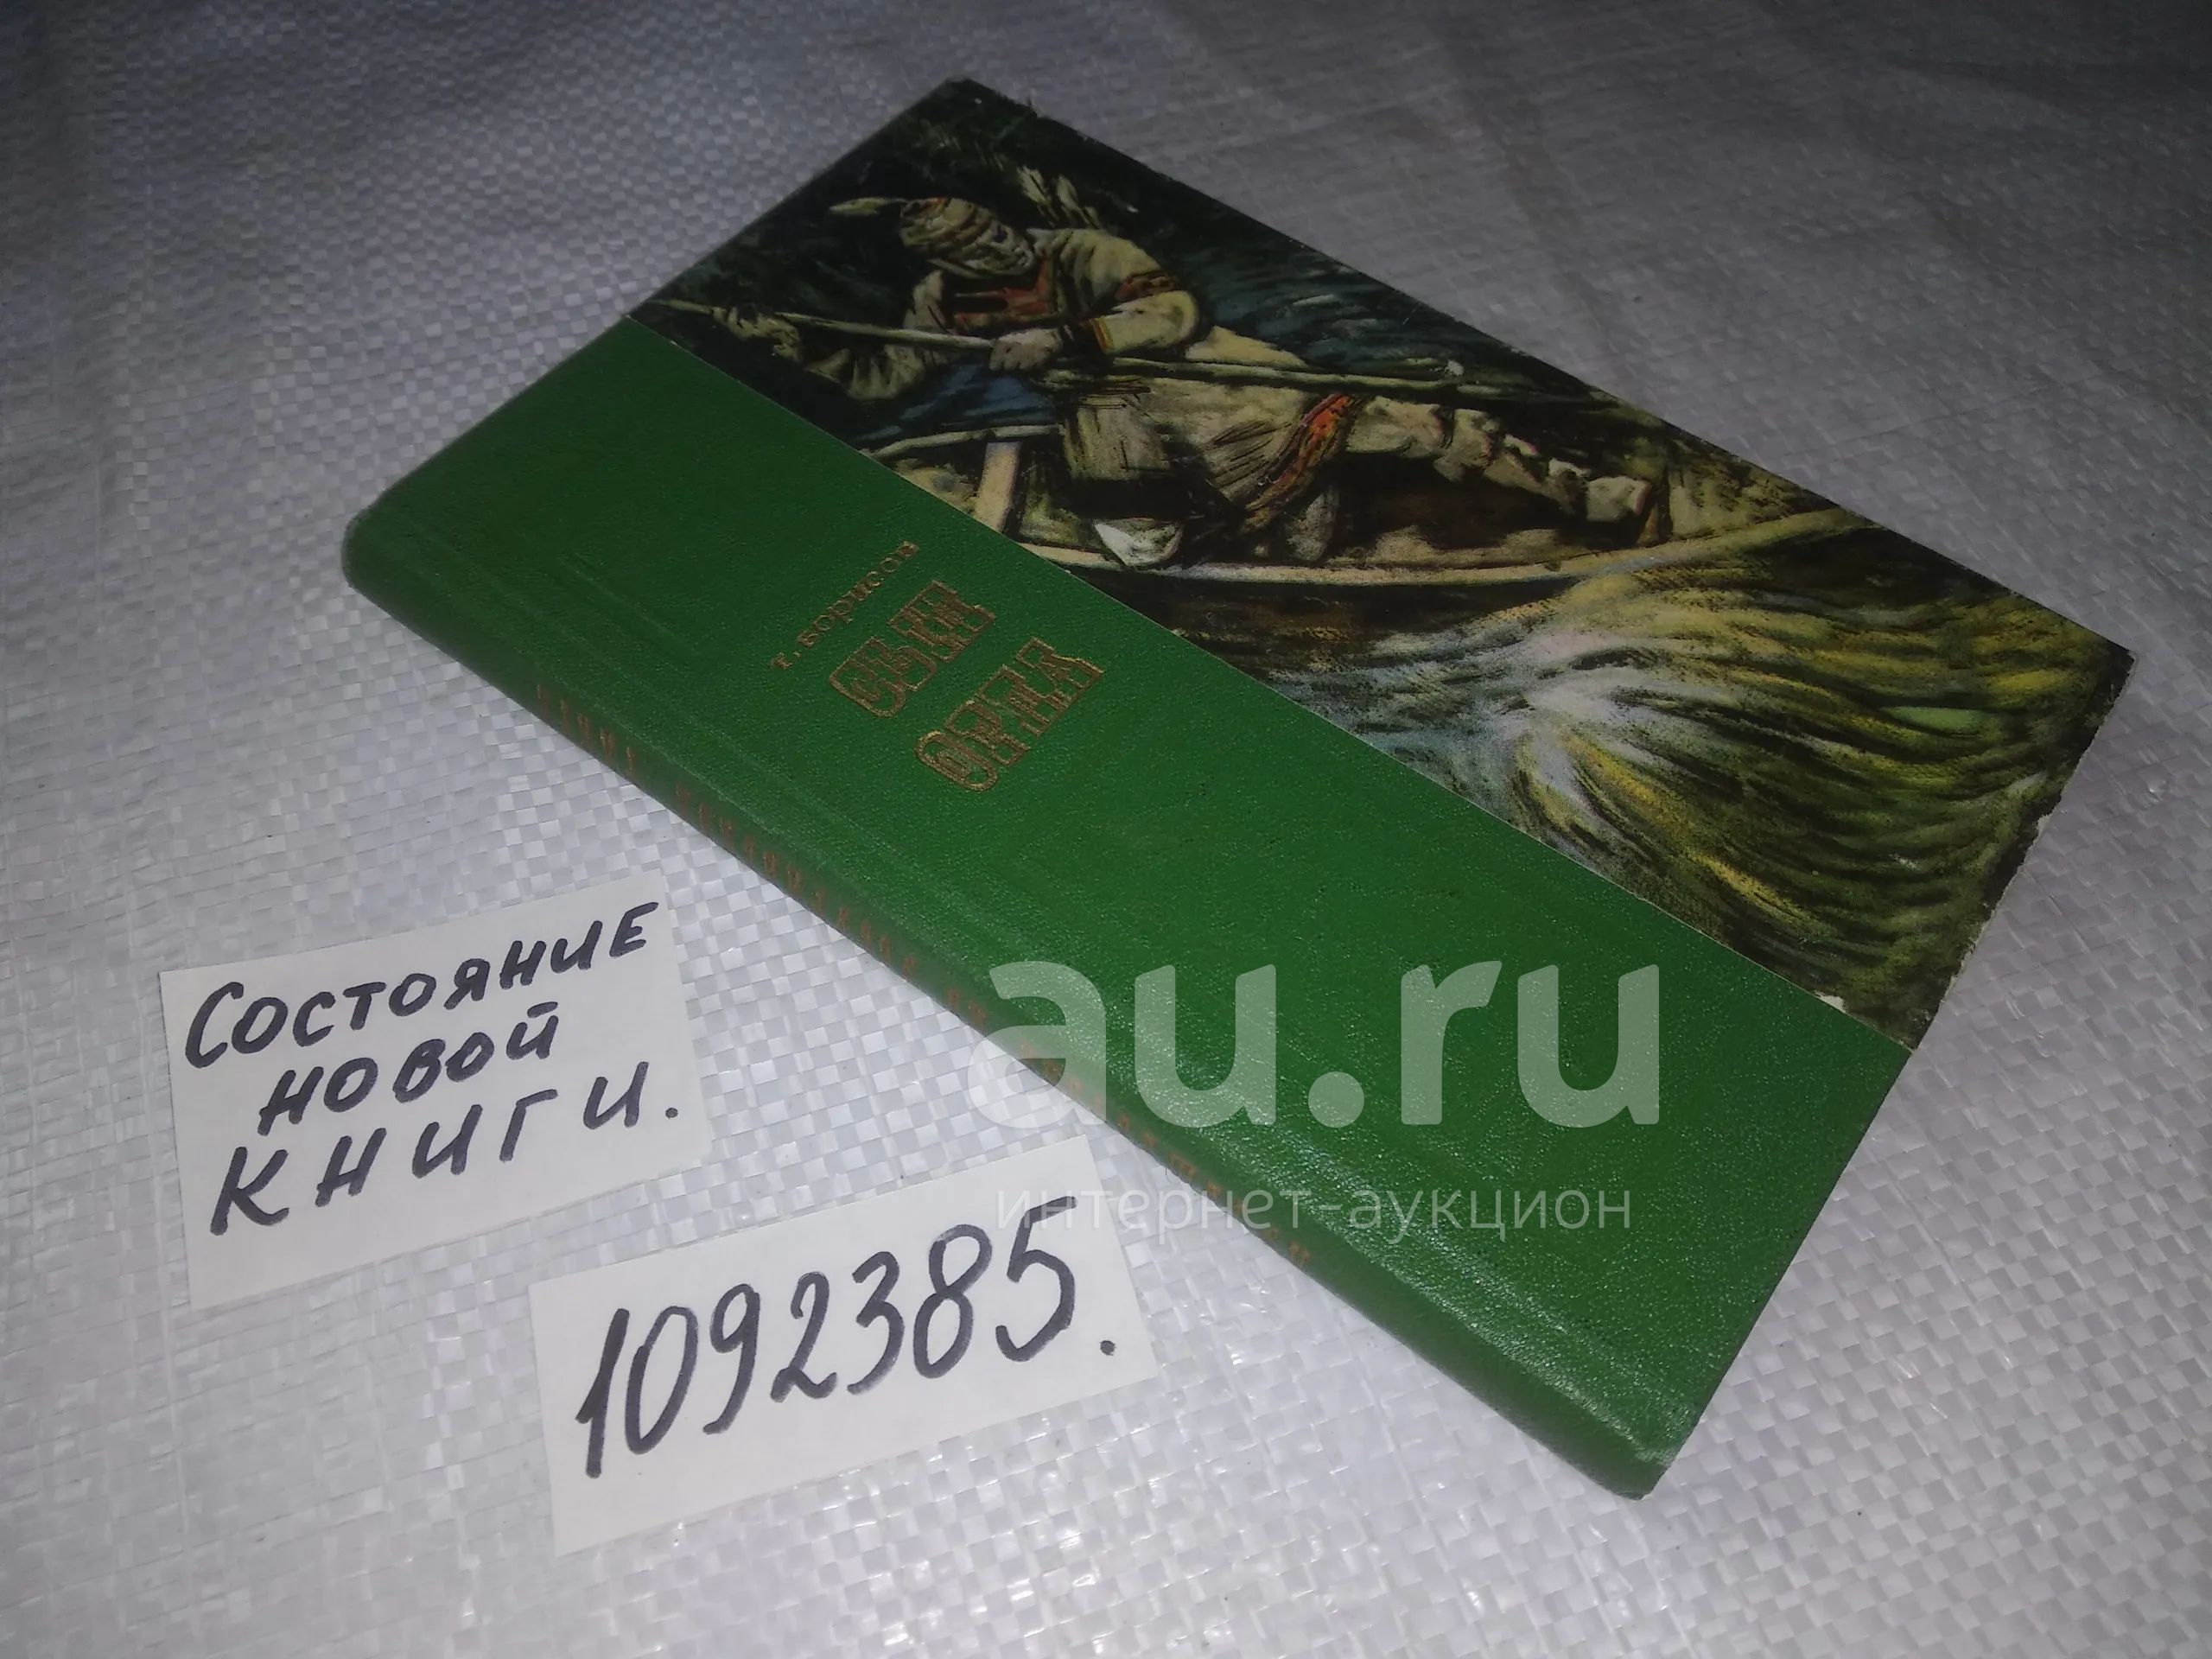 Т. БОРИСОВ
СЫН
ОРЛА
СОСТОЯНИЕ
НОВОЙ
КНИГИ.
1092385.
au.ru
интернет-аукцион